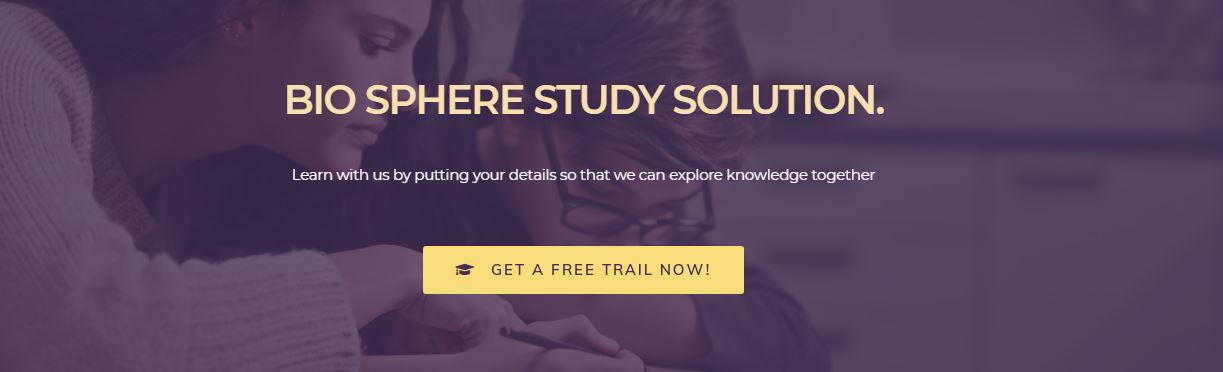 BIO SPHERE STUDY SOLUTION.
Learn with us by putting your details so that we can explore knowledge together
GET A FREE TRAIL NOW!